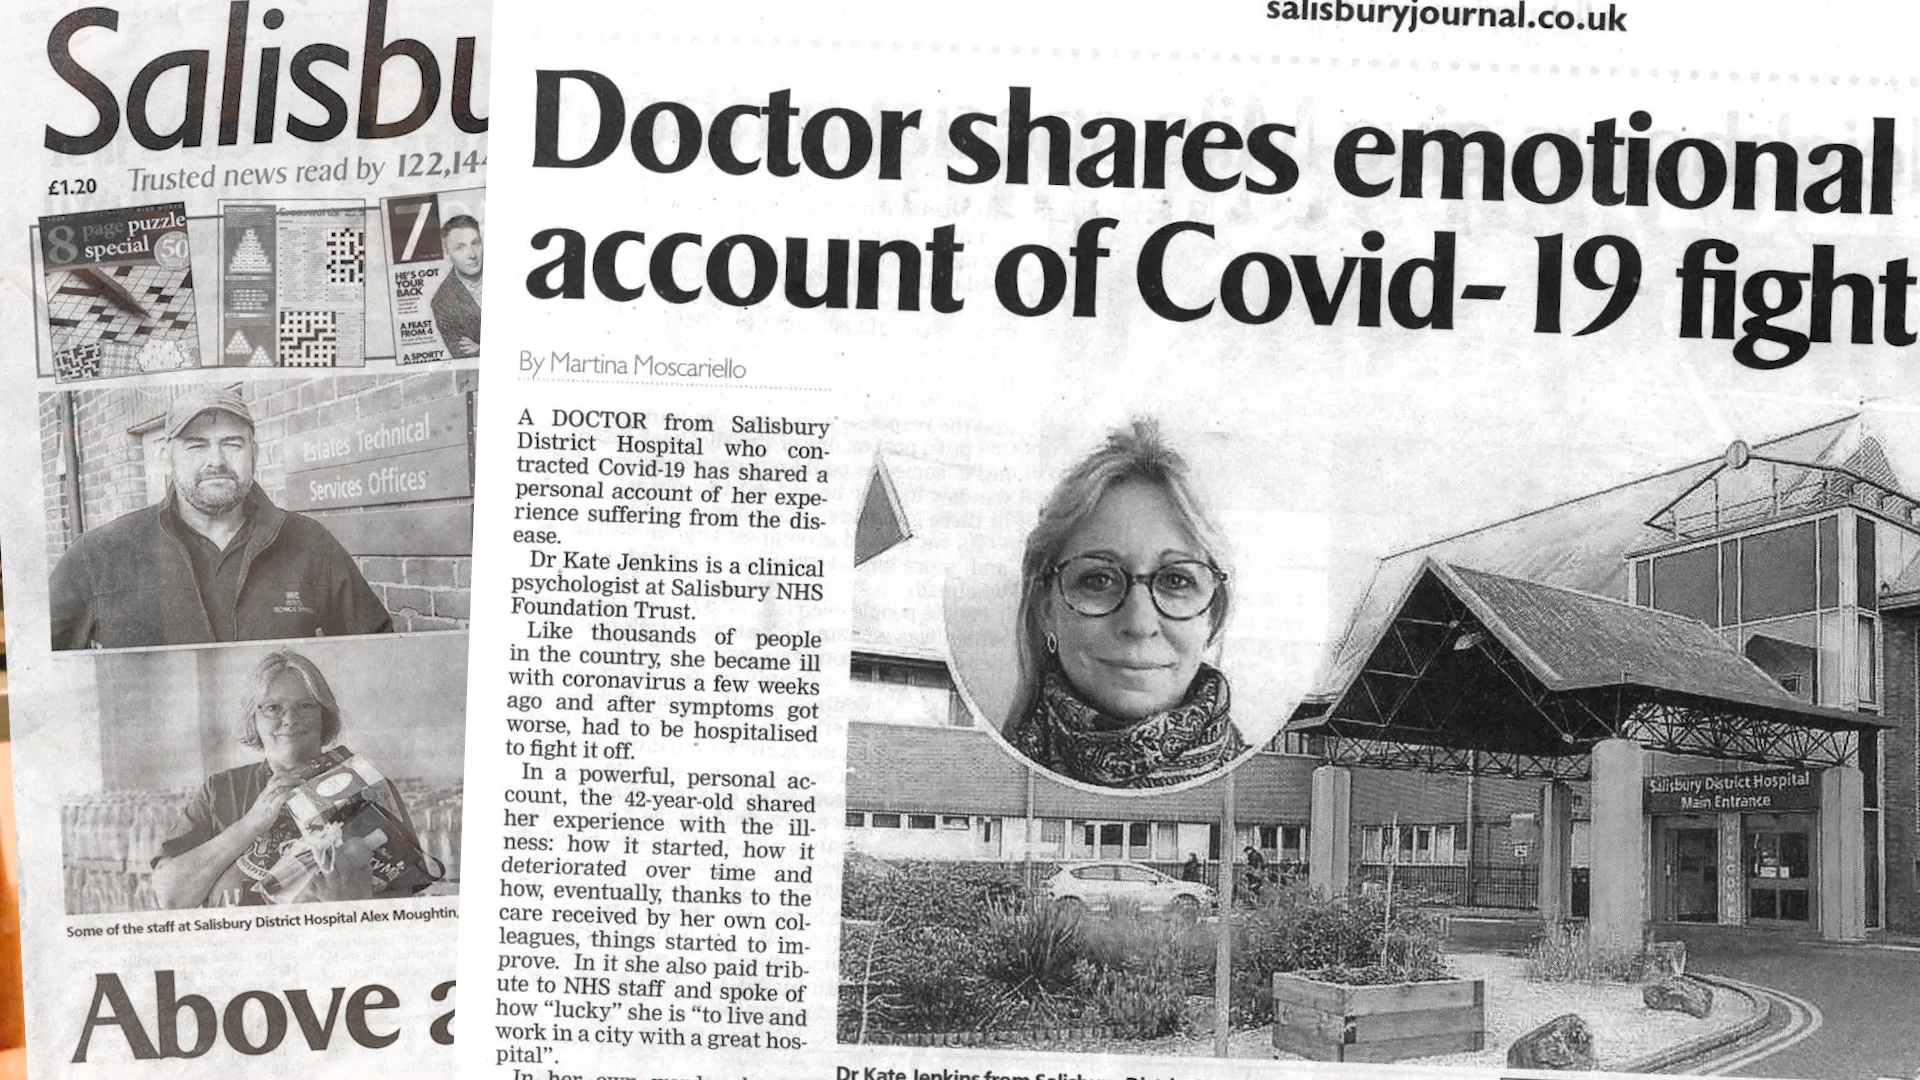 Salisbu
£1.20 Trusted news read by 122,144
8 page puzzle
special 50
Crosswords
7
HE'S GOT
YOUR
BACK
A FEAST
FROM 4
A SPORTY
Estates Technical
Services Offices
NHS
Some of the staff at Salisbury District Hospital Alex Moughtin,
Above a
salisburyjournal.co.uk
Doctor shares emotional
account of Covid-19 fight
By Martina Moscariello
A DOCTOR from Salisbury
District Hospital who con-
tracted Covid-19 has shared a
personal account of her expe-
rience suffering from the dis-
ease.
Dr Kate Jenkins is a clinical
psychologist at Salisbury NHS
Foundation Trust.
Like thousands of people
in the country, she became ill
with coronavirus a few weeks
ago and after symptoms got
worse, had to be hospitalised
to fight it off.
In a powerful, personal ac-
count, the 42-year-old shared
her experience with the ill-
ness: how it started, how it
deteriorated over time and
how, eventually, thanks to the
care received by her own col-
leagues, things started to im-
prove. In it she also paid trib-
ute to NHS staff and spoke of
how “lucky” she is “to live and
work in a city with a great hos-
pital”.
In her own
Salisbury District Hospital
Main Entrance
WELCOME
Dr Kate Jenkins from Salisbury